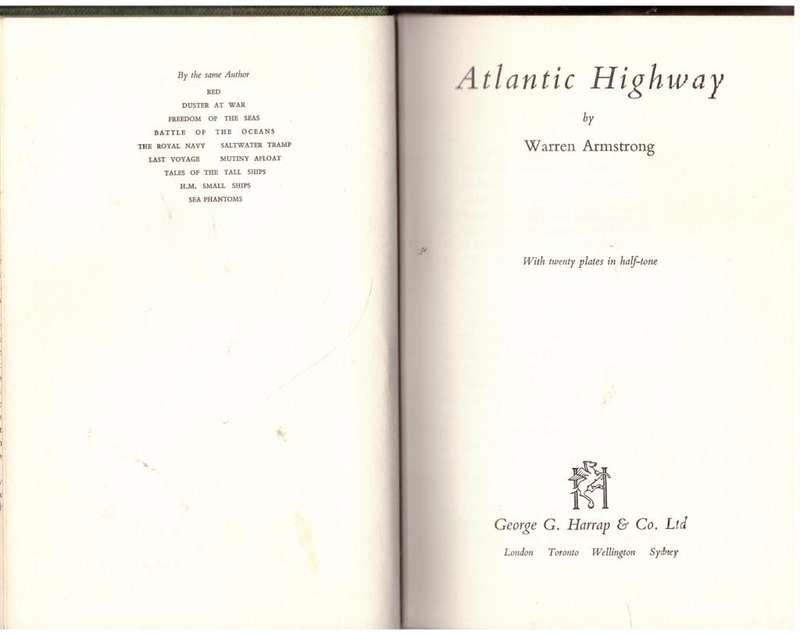 By the same Author
RED
DUSTER AT WAR
FREEDOM OF THE SEAS
BATTLE OF THE OCEANS
THE ROYAL NAVY SALTWATER TRAMP
LAST VOYAGE MUTINY AFLOAT
TALES OF THE TALL SHIPS
H.M. SMALL SHIPS
SEA PHANTOMS
Atlantic Highway
by
Warren Armstrong
With twenty plates in half-tone
George G. Harrap & Co. Ltd
London Toronto Wellington Sydney